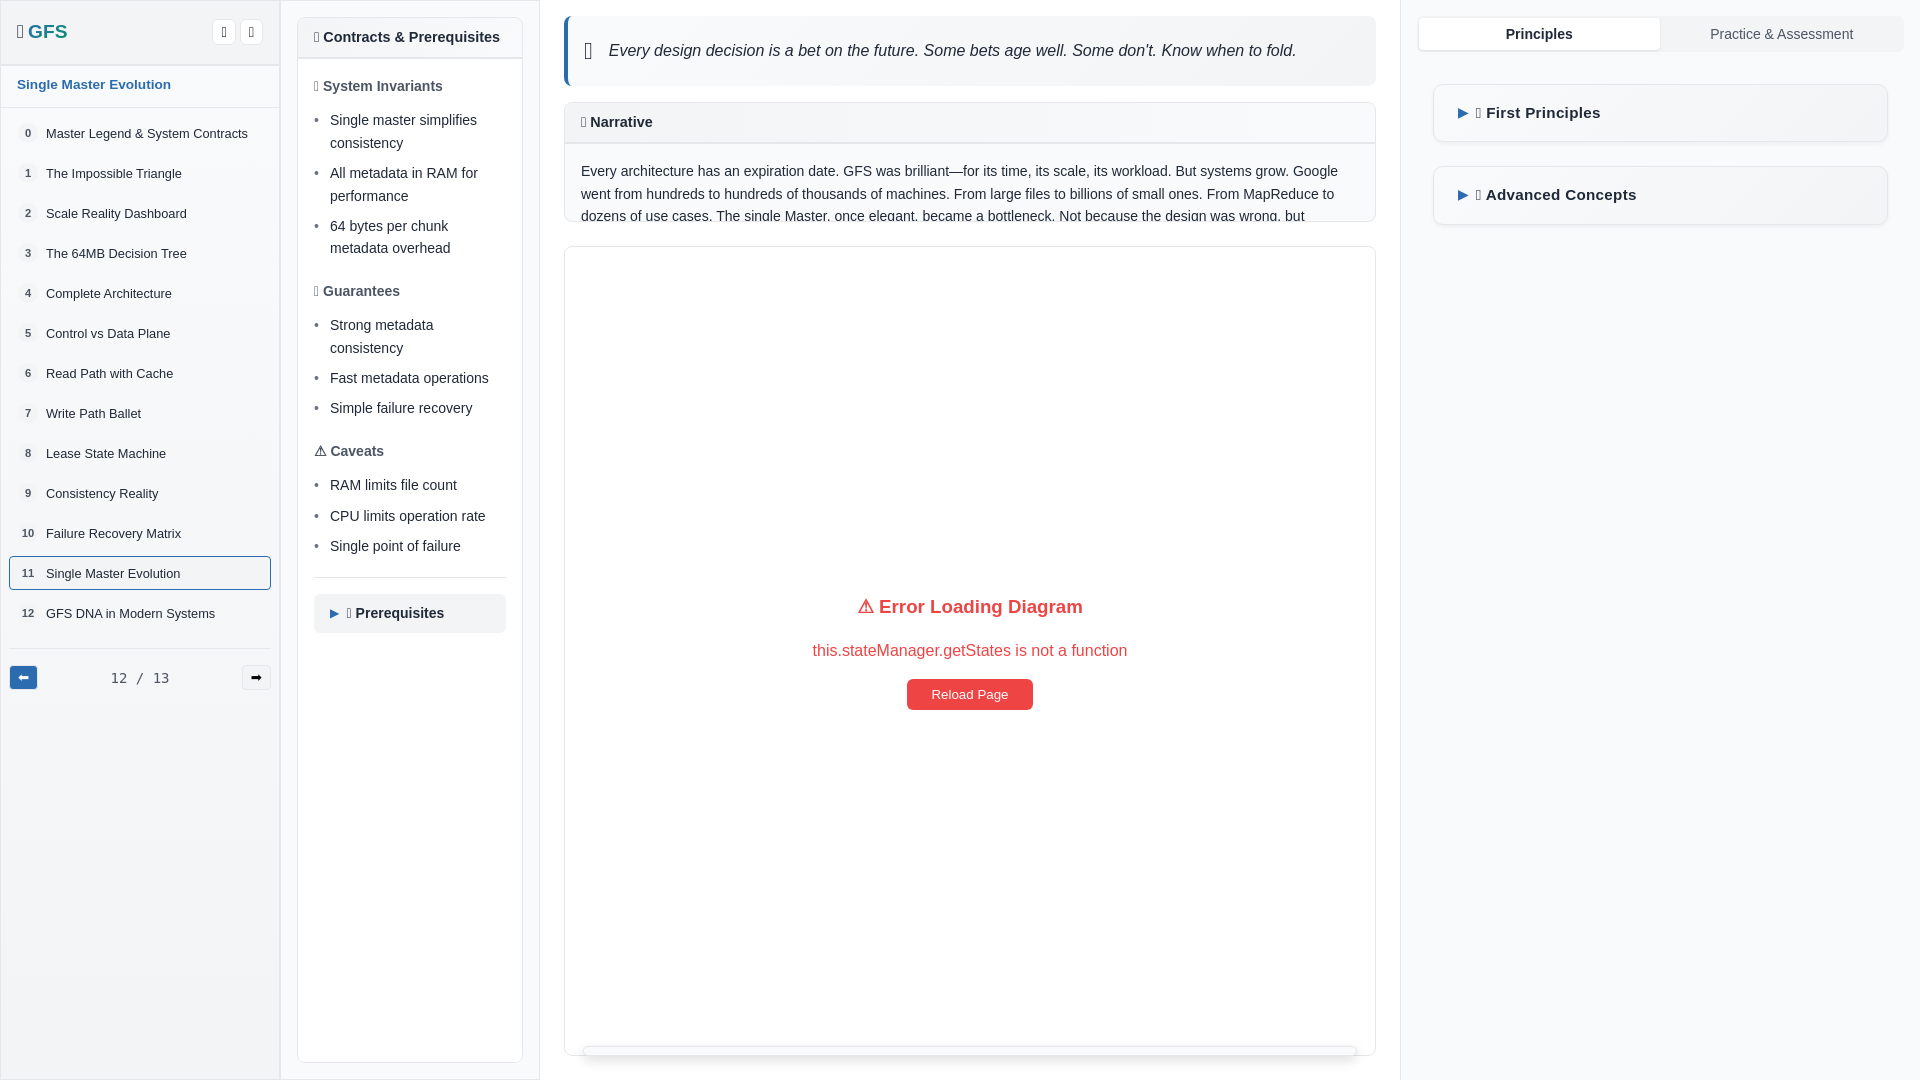 GFS
Single Master Evolution
0 Master Legend & System Contracts
1 The Impossible Triangle
2 Scale Reality Dashboard
3 The 64MB Decision Tree
4 Complete Architecture
5 Control vs Data Plane
6 Read Path with Cache
7 Write Path Ballet
8 Lease State Machine
9 Consistency Reality
10 Failure Recovery Matrix
11 Single Master Evolution
12 GFS DNA in Modern Systems
⬅ 12 / 13 ➡
Contracts & Prerequisites
System Invariants
• Single master simplifies
consistency
• All metadata in RAM for
performance
• 64 bytes per chunk
metadata overhead
Guarantees
• Strong metadata
consistency
• Fast metadata operations
• Simple failure recovery
⚠ Caveats
• RAM limits file count
• CPU limits operation rate
• Single point of failure
▶ Prerequisites
Every design decision is a bet on the future. Some bets age well. Some don't. Know when to fold.
Narrative
Every architecture has an expiration date. GFS was brilliant—for its time, its scale, its workload. But systems grow. Google
went from hundreds to hundreds of thousands of machines. From large files to billions of small ones. From MapReduce to
dozens of use cases. The single Master, once elegant, became a bottleneck. Not because the design was wrong, but
⚠ Error Loading Diagram
this.stateManager.getStates is not a function
Reload Page
Principles
Practice & Assessment
▶ First Principles
▶ Advanced Concepts